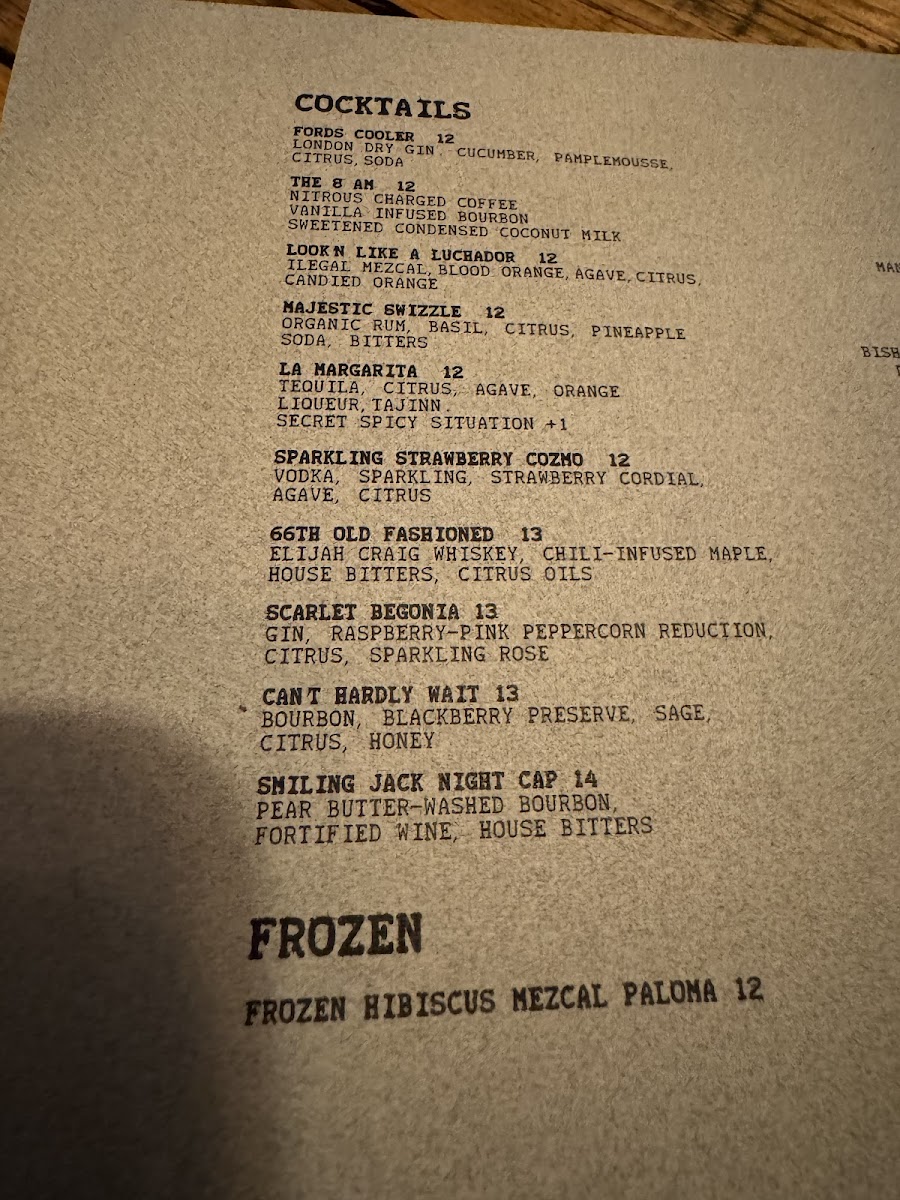 COCKTAILS
FORDS COOLER 12
LONDON DRY GIN, CUCUMBER, PAMPLEMOUSSE,
CITRUS, SODA
THE 8 AM 12
NITROUS CHARGED COFFEE
VANILLA INFUSED BOURBON
SWEETENED CONDENSED COCONUT MILK
LOOK'N LIKE A LUCHADOR 12
ILEGAL MEZCAL, BLOOD ORANGE, AGAVE, CITRUS,
CANDIED ORANGE
MAJESTIC SWIZZLE 12
ORGANIC RUM, BASIL, CITRUS, PINEAPPLE
SODA, BITTERS
LA MARGARITA 12
TEQUILA, CITRUS, AGAVE, ORANGE
LIQUEUR, TAJINN.
SECRET SPICY SITUATION +1
SPARKLING STRAWBERRY COZMO 12
VODKA, SPARKLING, STRAWBERRY CORDIAL,
AGAVE, CITRUS
66TH OLD FASHIONED 13
ELIJAH CRAIG WHISKEY, CHILI-INFUSED MAPLE,
HOUSE BITTERS, CITRUS OILS
SCARLET BEGONIA 13
GIN, RASPBERRY-PINK PEPPERCORN REDUCTION,
CITRUS, SPARKLING ROSE
CAN'T HARDLY WAIT 13
BOURBON, BLACKBERRY PRESERVE, SAGE,
CITRUS, HONEY
SMILING JACK NIGHT CAP 14
PEAR BUTTER-WASHED BOURBON,
FORTIFIED WINE, HOUSE BITTERS
FROZEN
FROZEN HIBISCUS MEZCAL PALOMA 12
MAN
BISH